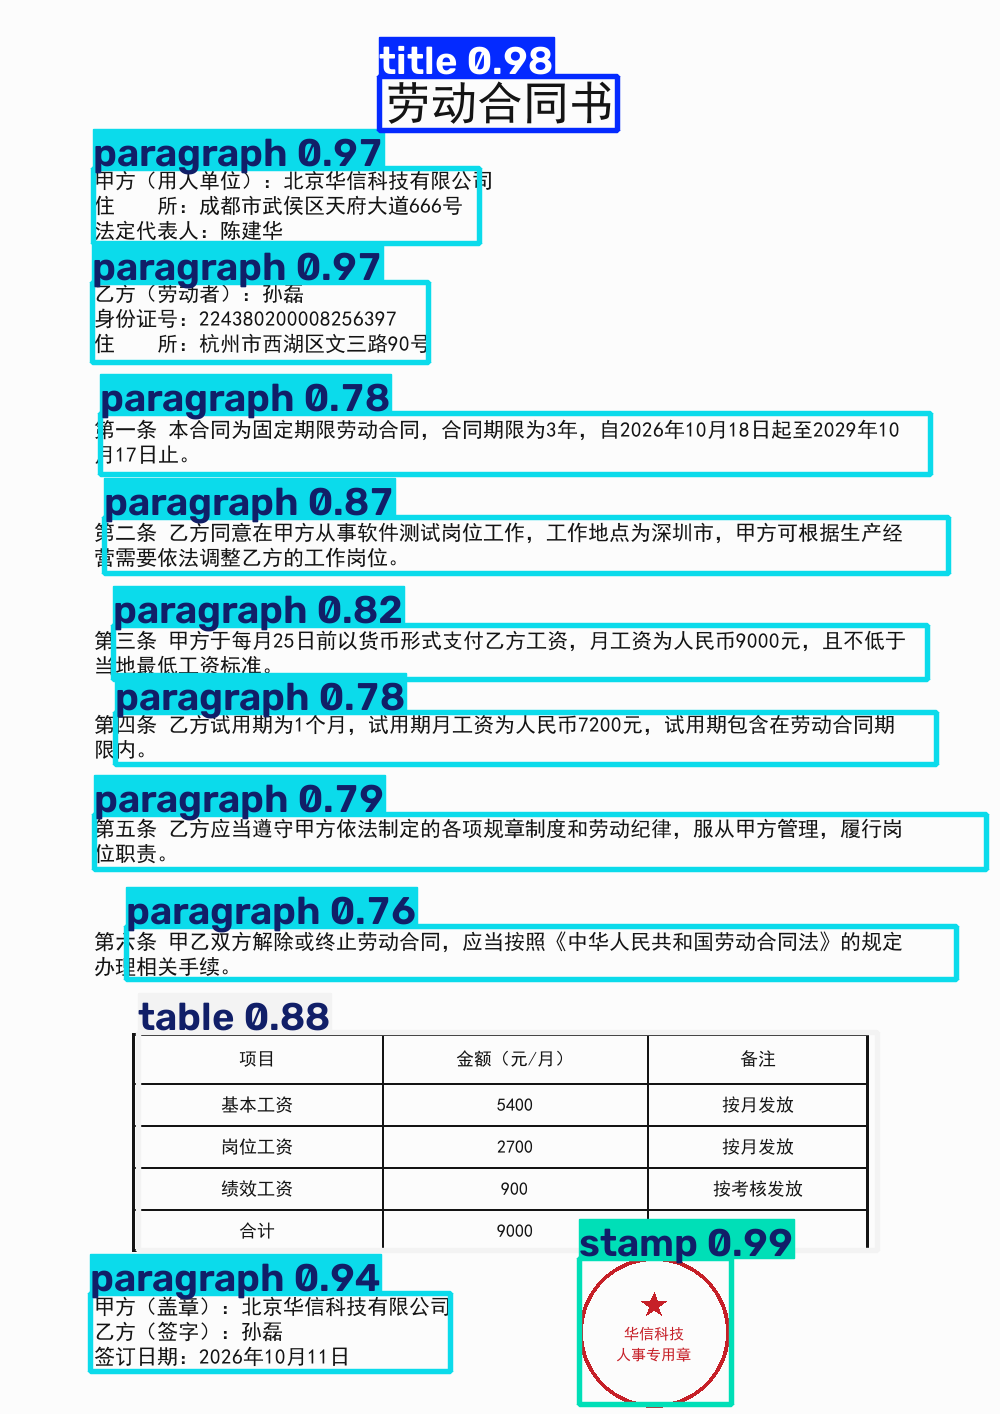 title 0.98
劳动合同书
paragraph 0.97
甲方（用人单位）：北京华信科技有限公司
住　　所：成都市武侯区天府大道666号
法定代表人：陈建华
paragraph 0.97
乙方（劳动者）：孙磊
身份证号：224380200008256397
住　　所：杭州市西湖区文三路90号
paragraph 0.78
第一条 本合同为固定期限劳动合同，合同期限为3年，自2026年10月18日起至2029年10
月17日止。
paragraph 0.87
第二条 乙方同意在甲方从事软件测试岗位工作，工作地点为深圳市，甲方可根据生产经
营需要依法调整乙方的工作岗位。
paragraph 0.82
第三条 甲方于每月25日前以货币形式支付乙方工资，月工资为人民币9000元，且不低于
当地最低工资标准。
paragraph 0.78
第四条 乙方试用期为1个月，试用期月工资为人民币7200元，试用期包含在劳动合同期
限内。
paragraph 0.79
第五条 乙方应当遵守甲方依法制定的各项规章制度和劳动纪律，服从甲方管理，履行岗
位职责。
paragraph 0.76
第六条 甲乙双方解除或终止劳动合同，应当按照《中华人民共和国劳动合同法》的规定
办理相关手续。
table 0.88
项目 金额（元/月） 备注
基本工资 5400 按月发放
岗位工资 2700 按月发放
绩效工资 900 按考核发放
合计 9000
stamp 0.99
paragraph 0.94
甲方（盖章）：北京华信科技有限公司
乙方（签字）：孙磊
签订日期：2026年10月11日
华信科技
人事专用章